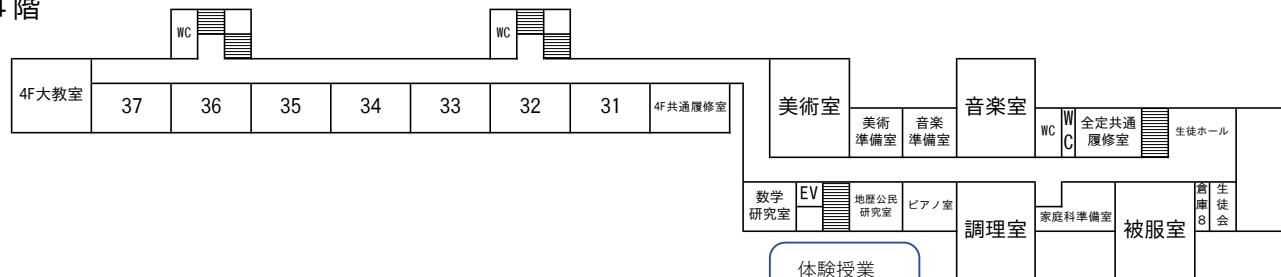 4階
WC
WC
4F大教室
37
36
35
34
33
32
31
4F共通履修室
美術室
美術
準備室
音楽
準備室
音楽室
WC
WC
全定共通
履修室
生徒ホール
数学
研究室
EV
地歴公民
研究室
ピアノ室
調理室
家庭科準備室
被服室
倉庫8
生徒会
体験授業